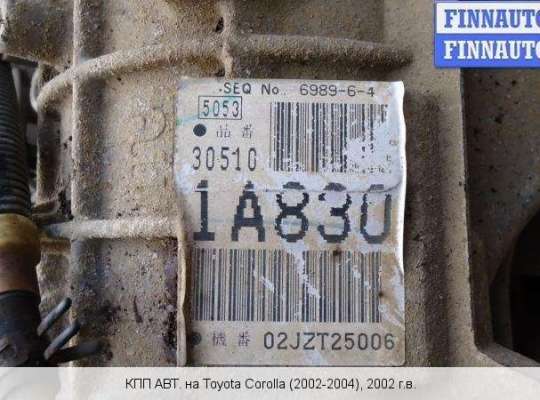 FINNAUTO
FINNAUTO
SEQ No. 6989-6-4
5053
品番
30510
1A830
機番 02JZT25006
КПП АВТ. на Toyota Corolla (2002-2004), 2002 г.в.